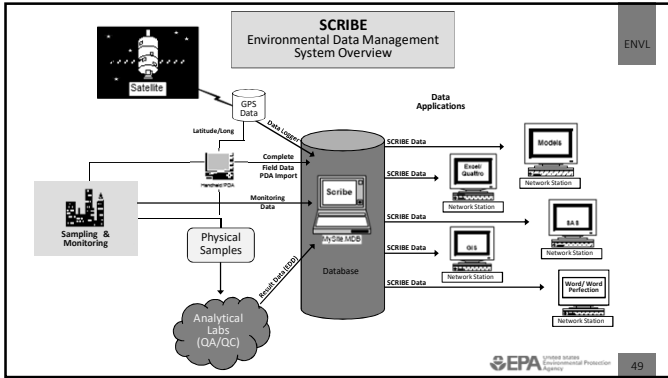 SCRIBE
Environmental Data Management
System Overview
ENVL
Satellite
GPS
Data
Data
Applications
Latitude/Long
Data Logger
Handheld PDA
Complete
Field Data
PDA Import
Monitoring
Data
Sampling &
Monitoring
Physical
Samples
Analytical
Labs
(QA/QC)
Result Data (EDD)
Scribe
MySite.MDB
Database
SCRIBE Data
Models
Network Station
SCRIBE Data
Excel/
Quattro
Network Station
SCRIBE Data
SAS
Network Station
SCRIBE Data
GIS
Network Station
SCRIBE Data
Word/ Word
Perfection
Network Station
EPA
United States
Environmental Protection
Agency
49